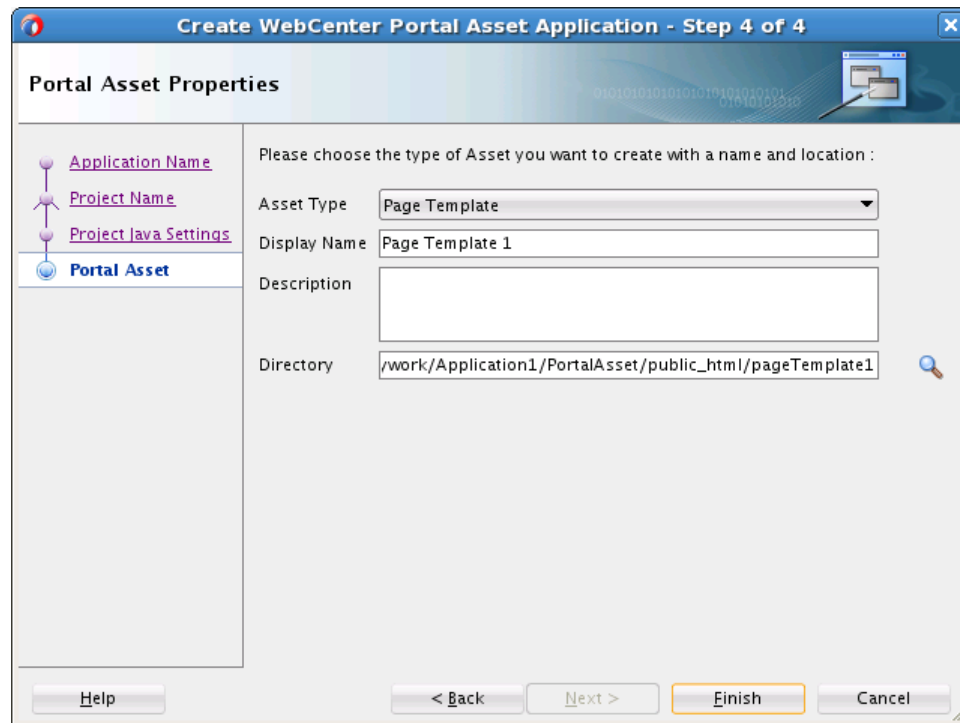 Create WebCenter Portal Asset Application - Step 4 of 4
Portal Asset Properties
0101010101010101010101010101
01010101010
Application Name
Project Name
Project Java Settings
Portal Asset
Please choose the type of Asset you want to create with a name and location :
Asset Type
Page Template
Display Name
Page Template 1
Description
Directory
/work/Application1/PortalAsset/public_html/pageTemplate1
Help
< Back
Next >
Finish
Cancel